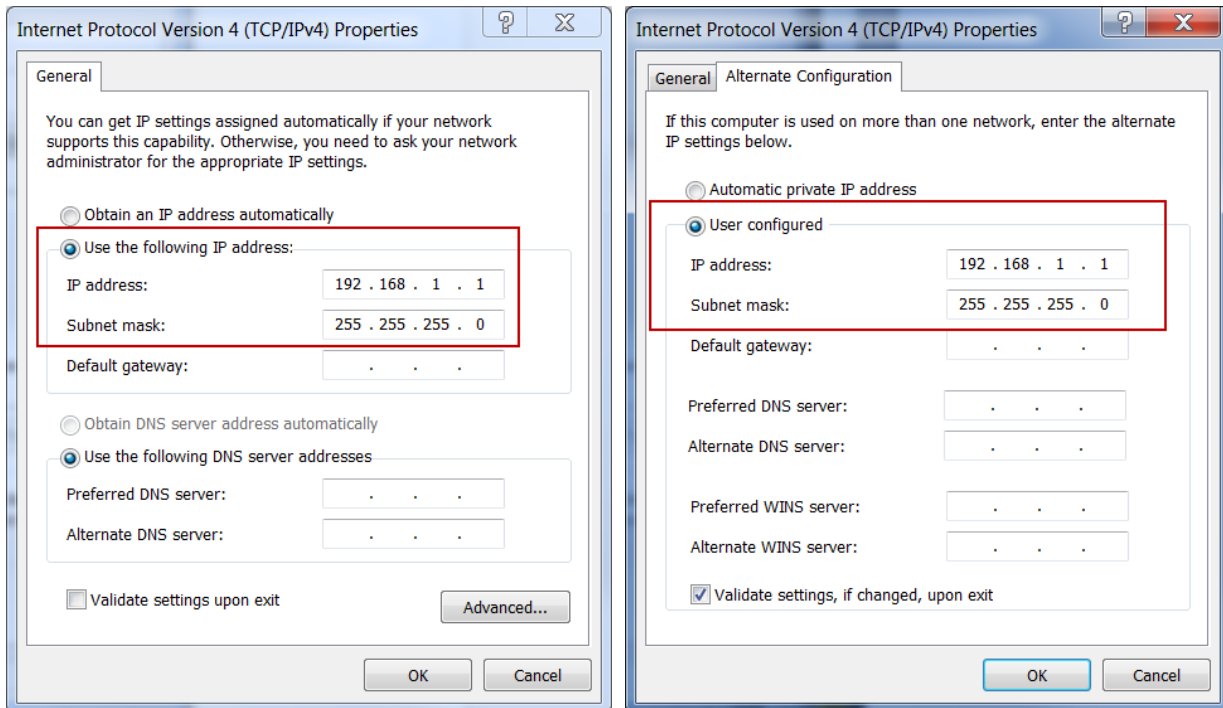 Internet Protocol Version 4 (TCP/IPv4) Properties
General
You can get IP settings assigned automatically if your network
supports this capability. Otherwise, you need to ask your network
administrator for the appropriate IP settings.
Obtain an IP address automatically
Use the following IP address:
IP address: 192 . 168 . 1 . 1
Subnet mask: 255 . 255 . 255 . 0
Default gateway: . . .
Obtain DNS server address automatically
Use the following DNS server addresses
Preferred DNS server: . . .
Alternate DNS server: . . .
Validate settings upon exit
Advanced...
OK Cancel
Internet Protocol Version 4 (TCP/IPv4) Properties
General Alternate Configuration
If this computer is used on more than one network, enter the alternate
IP settings below.
Automatic private IP address
User configured
IP address: 192 . 168 . 1 . 1
Subnet mask: 255 . 255 . 255 . 0
Default gateway: . . .
Preferred DNS server: . . .
Alternate DNS server: . . .
Preferred WINS server: . . .
Alternate WINS server: . . .
Validate settings, if changed, upon exit
OK Cancel